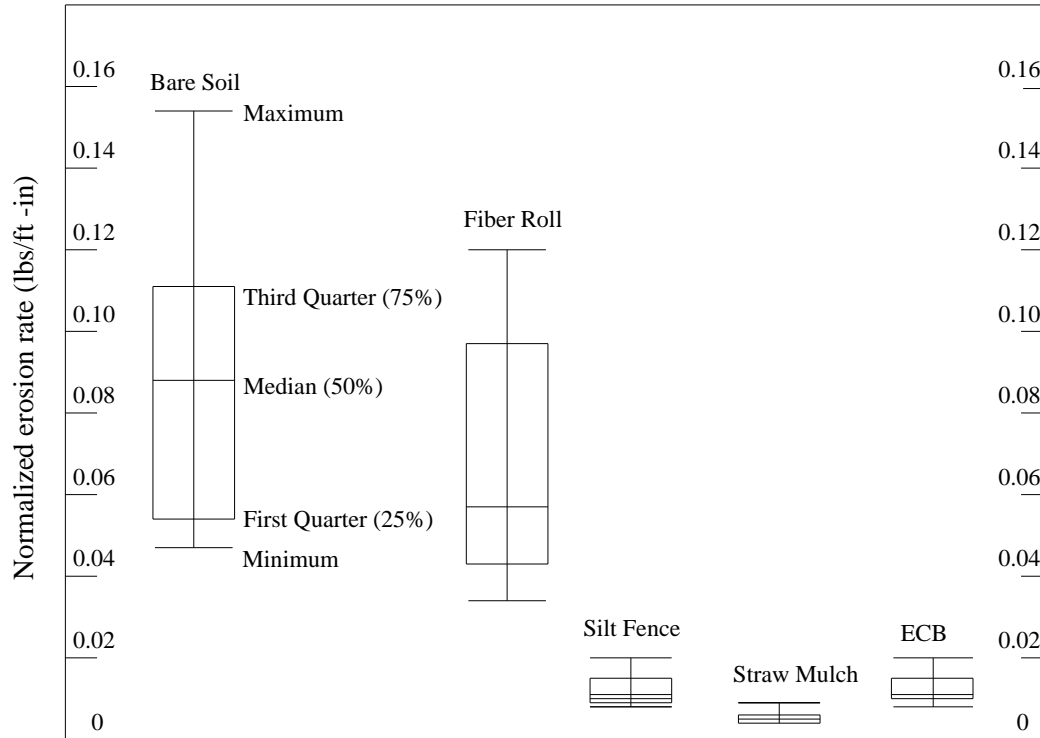 Normalized erosion rate (lbs/ft -in)
0.16
0.14
0.12
0.10
0.08
0.06
0.04
0.02
0
Bare Soil
Maximum
Third Quarter (75%)
Median (50%)
First Quarter (25%)
Minimum
Fiber Roll
Silt Fence
Straw Mulch
ECB
0.16
0.14
0.12
0.10
0.08
0.06
0.04
0.02
0